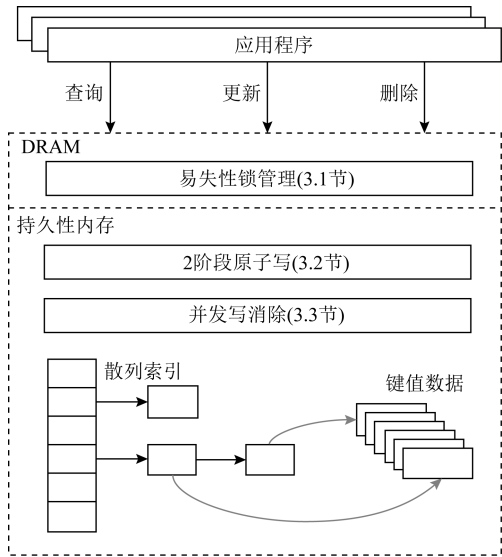 应用程序
查询
更新
删除
DRAM
易失性锁管理(3.1节)
持久性内存
2阶段原子写(3.2节)
并发写消除(3.3节)
散列索引
键值数据